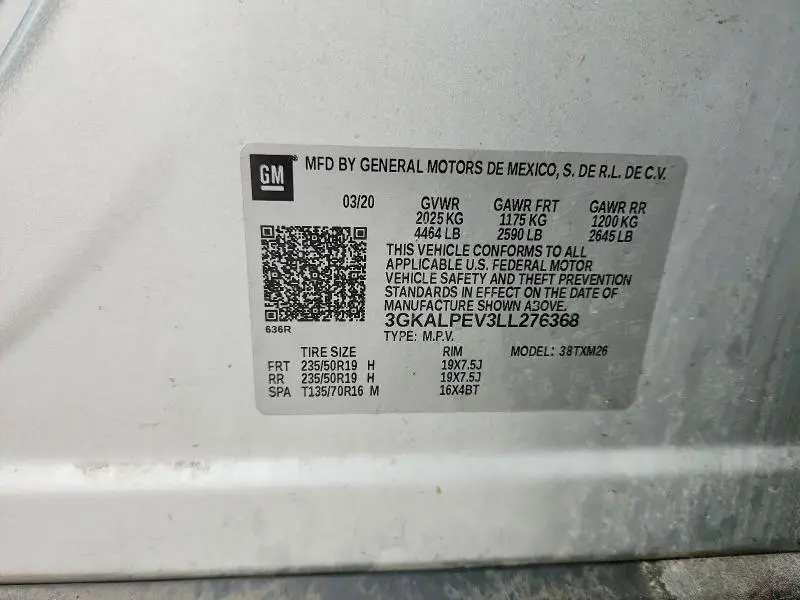 GM ® MFD BY GENERAL MOTORS DE MEXICO, S. DE R.L. DE C.V.
03/20 GVWR GAWR FRT GAWR RR
2025 KG 1175 KG 1200 KG
4464 LB 2590 LB 2645 LB
THIS VEHICLE CONFORMS TO ALL
APPLICABLE U.S. FEDERAL MOTOR
VEHICLE SAFETY AND THEFT PREVENTION
STANDARDS IN EFFECT ON THE DATE OF
MANUFACTURE SHOWN ABOVE.
3GKALPEV3LL276368
636R
TYPE: M.P.V.
TIRE SIZE RIM MODEL: 38TXM26
FRT 235/50R19 H 19X7.5J
RR 235/50R19 H 19X7.5J
SPA T135/70R16 M 16X4BT